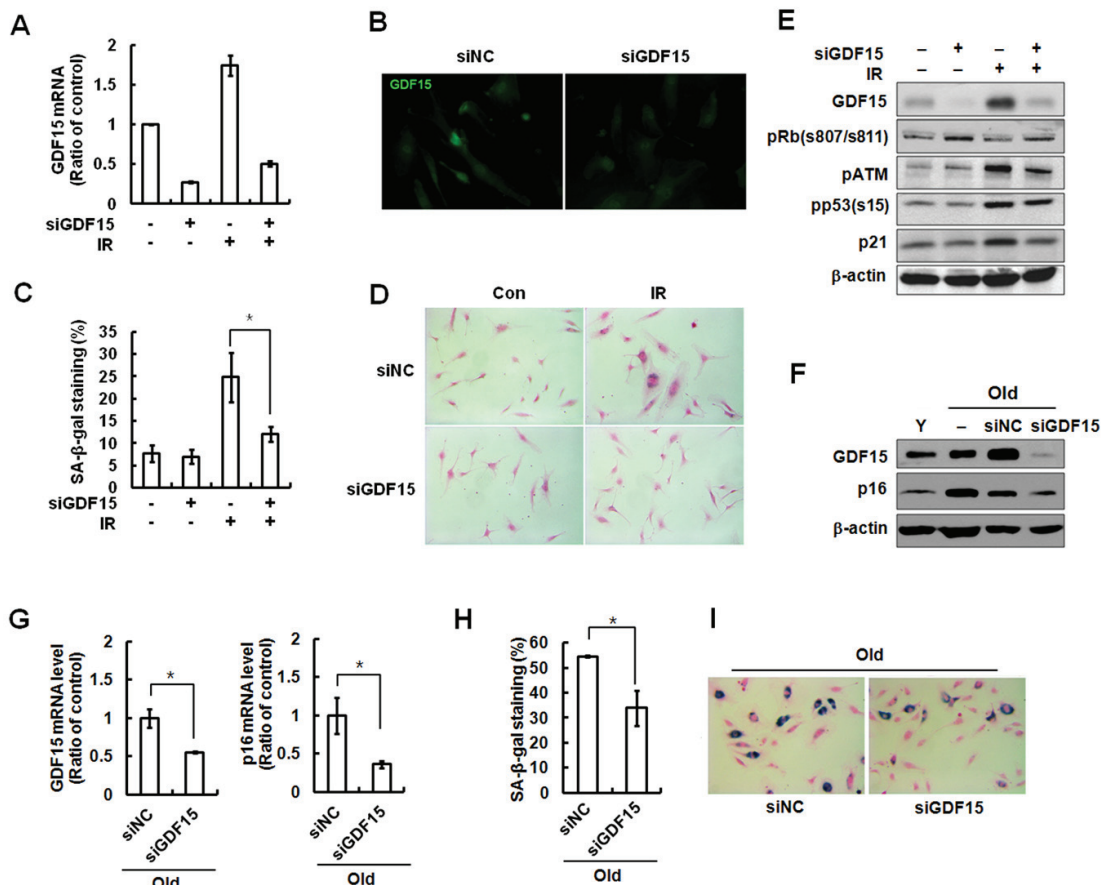 A
GDF15 mRNA
(Ratio of control)
2
1.5
1
0.5
0
siGDF15 - + - +
IR - - + +
B
siNC siGDF15
GDF15
E
siGDF15 – + – +
IR – – + +
GDF15
pRb(s807/s811)
pATM
pp53(s15)
p21
β-actin
C
SA-β-gal staining (%)
35
30
25
20
15
10
5
0
*
siGDF15 - + - +
IR - - + +
D
Con IR
siNC
siGDF15
F
Old
Y – siNC siGDF15
GDF15
p16
β-actin
G
GDF15 mRNA level
(Ratio of control)
2
1.5
1
0.5
0
*
siNC
siGDF15
Old
p16 mRNA level
(Ratio of control)
2
1.5
1
0.5
0
*
siNC
siGDF15
Old
H
SA-β-gal staining (%)
60
50
40
30
20
10
0
*
siNC
siGDF15
Old
I
Old
siNC siGDF15